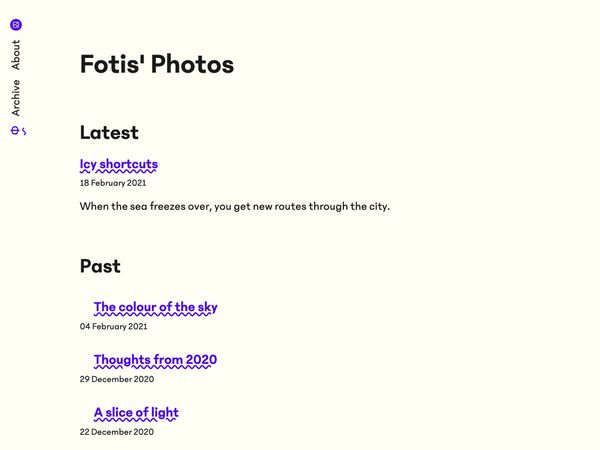 About
Archive
Fotis' Photos
Latest
Icy shortcuts
18 February 2021
When the sea freezes over, you get new routes through the city.
Past
The colour of the sky
04 February 2021
Thoughts from 2020
29 December 2020
A slice of light
22 December 2020